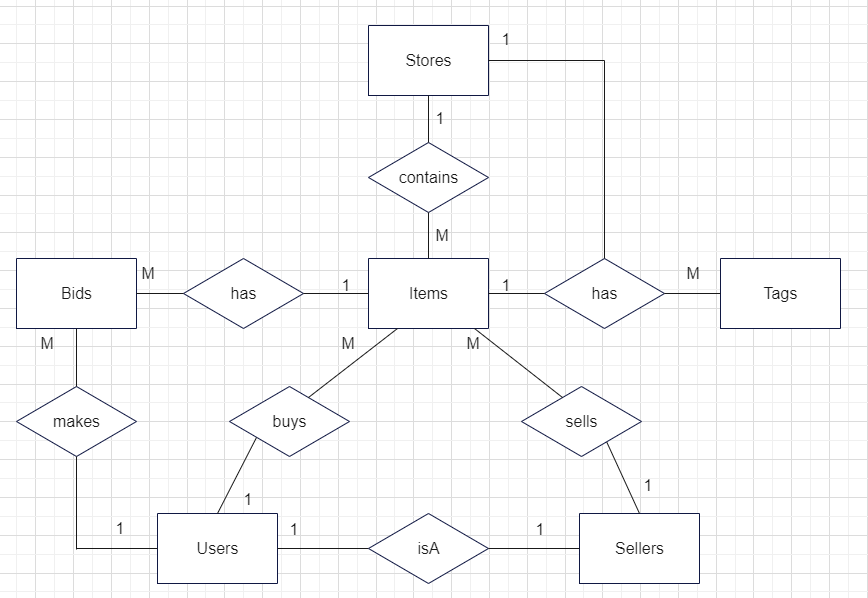 1
Stores
1
contains
M
M
1
1
M
Bids
has
Items
has
Tags
M
M
M
makes
buys
sells
1
1
1
1
1
Users
isA
Sellers